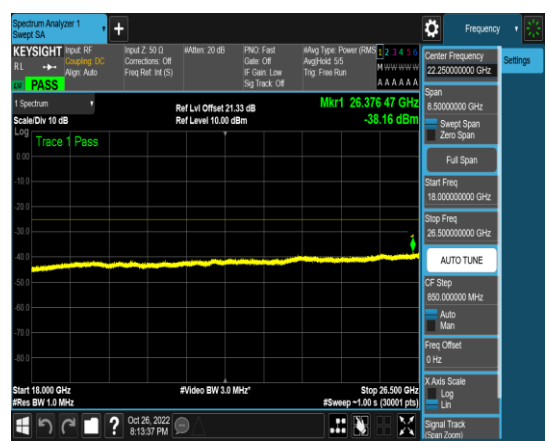 Spectrum Analyzer 1
Swept SA
+
Frequency
KEYSIGHT
RL
PASS
Input: RF
Coupling: DC
Align: Auto
Input Z: 50 Ω
Corrections: Off
Freq Ref: Int (S)
#Atten: 20 dB
PNO: Fast
Gate: Off
IF Gain: Low
Sig Track: Off
#Avg Type: Power (RMS
Avg|Hold: 5/5
Trig: Free Run
1 2 3 4 5 6
M W W W W W
A A A A A A
1 Spectrum
Scale/Div 10 dB
Ref Lvl Offset 21.33 dB
Ref Level 10.00 dBm
Mkr1 26.376 47 GHz
-38.16 dBm
Log
Trace 1 Pass
0.00
-10.0
-20.0
-30.0
-40.0
-50.0
-60.0
-70.0
-80.0
1
Start 18.000 GHz
#Res BW 1.0 MHz
#Video BW 3.0 MHz*
Stop 26.500 GHz
#Sweep ~1.00 s (30001 pts)
?
Oct 26, 2022
8:13:37 PM
Center Frequency
22.250000000 GHz
Settings
Span
8.50000000 GHz
Swept Span
Zero Span
Full Span
Start Freq
18.000000000 GHz
Stop Freq
26.500000000 GHz
AUTO TUNE
CF Step
850.000000 MHz
Auto
Man
Freq Offset
0 Hz
X Axis Scale
Log
Lin
Signal Track
(Span Zoom)